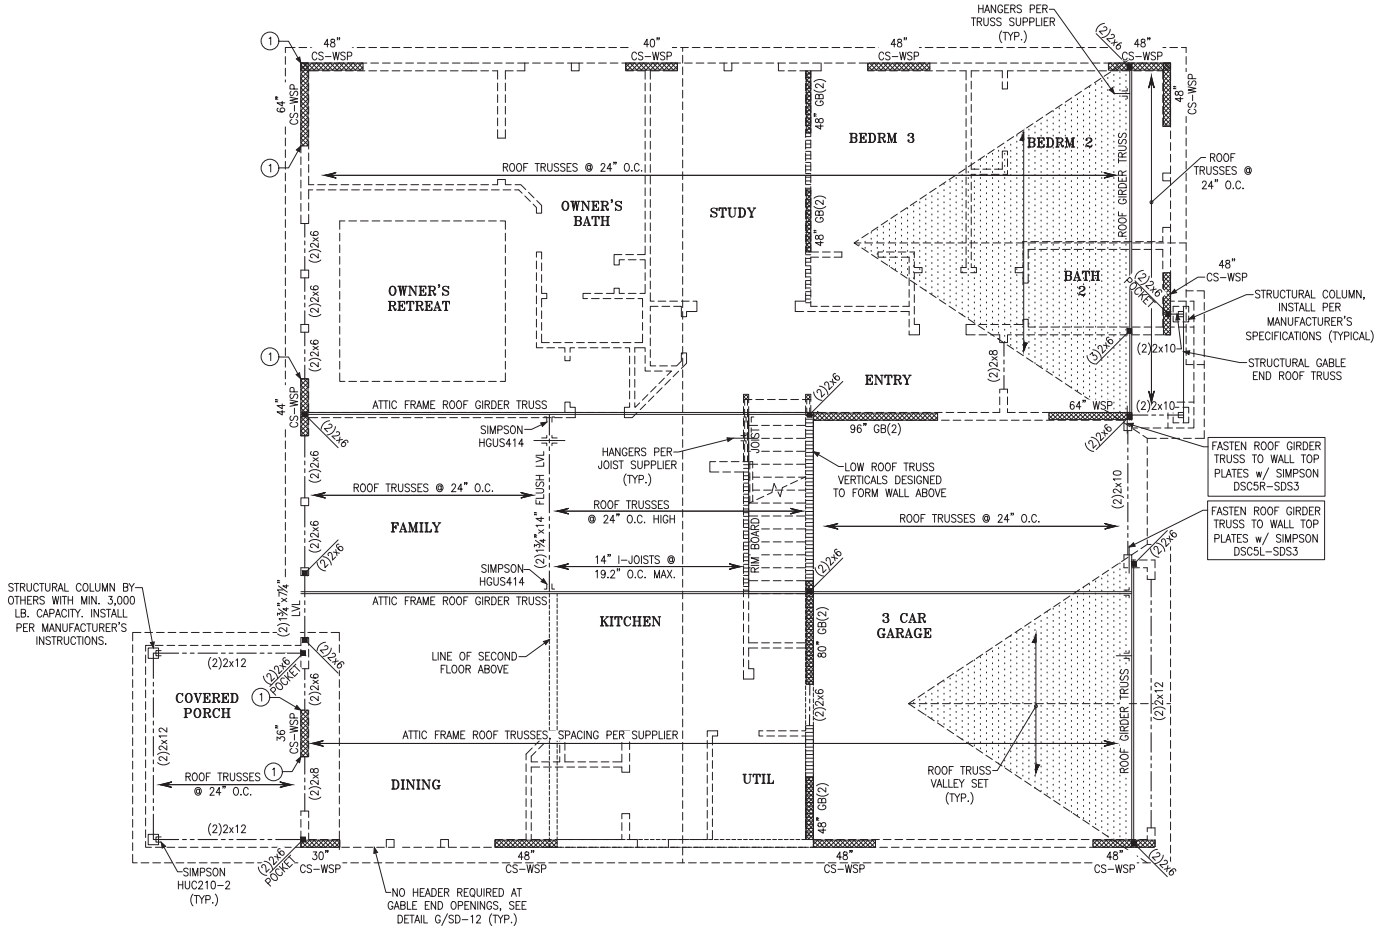 HANGERS PER
TRUSS SUPPLIER
(TYP.)
(2)2x6
1
48"
CS-WSP
40"
CS-WSP
48"
CS-WSP
48"
CS-WSP
64"
CS-WSP
48" GB(2)
48"
CS-WSP
BEDRM 3
BEDRM 2
1
ROOF TRUSSES @ 24" O.C.
ROOF GIRDER TRUSS
ROOF
TRUSSES @
24" O.C.
OWNER'S
BATH
STUDY
48" GB(2)
(2)2x6
48"
CS-WSP
(2)2x6
POCKET
BATH
2
OWNER'S
RETREAT
(2)2x6
STRUCTURAL COLUMN,
INSTALL PER
MANUFACTURER'S
SPECIFICATIONS (TYPICAL)
1
(2)2x6
(2)2x8
(3)2x6
(2)2x10
STRUCTURAL GABLE
END ROOF TRUSS
ENTRY
(2)2x6
44"
CS-WSP
ATTIC FRAME ROOF GIRDER TRUSS
64" WSP
(2)2x10
(2)2x6
SIMPSON
HGUS414
96" GB(2)
(2)2x6
HANGERS PER
JOIST SUPPLIER
(TYP.)
JOIST
FASTEN ROOF GIRDER
TRUSS TO WALL TOP
PLATES w/ SIMPSON
DSC5R-SDS3
LOW ROOF TRUSS
VERTICALS DESIGNED
TO FORM WALL ABOVE
(2)2x6
ROOF TRUSSES @ 24" O.C.
(2)1¾"x14" FLUSH LVL
ROOF TRUSSES
@ 24" O.C. HIGH
(2)2x10
ROOF TRUSSES @ 24" O.C.
FAMILY
(2)2x6
(2)2x6
RIM BOARD
FASTEN ROOF GIRDER
TRUSS TO WALL TOP
PLATES w/ SIMPSON
DSC5L-SDS3
(2)2x6
14" I-JOISTS @
19.2" O.C. MAX.
SIMPSON
HGUS414
(2)2x6
STRUCTURAL COLUMN BY
OTHERS WITH MIN. 3,000
LB. CAPACITY. INSTALL
PER MANUFACTURER'S
INSTRUCTIONS.
(2)1¾"x7¼"
LVL
ATTIC FRAME ROOF GIRDER TRUSS
KITCHEN
80" GB(2)
3 CAR
GARAGE
(2)2x6
LINE OF SECOND
FLOOR ABOVE
(2)2x12
(2)2x6
POCKET
(2)2x6
COVERED
PORCH
1
(2)2x6
ROOF GIRDER TRUSS
(2)2x12
(2)2x12
36"
CS-WSP
ATTIC FRAME ROOF TRUSSES, SPACING PER SUPPLIER
1
ROOF TRUSSES
@ 24" O.C.
(2)2x8
DINING
UTIL
ROOF TRUSS
VALLEY SET
(TYP.)
48" GB(2)
(2)2x12
(2)2x6
POCKET
30"
CS-WSP
48"
CS-WSP
48"
CS-WSP
48"
CS-WSP
(2)2x6
SIMPSON
HUC210-2
(TYP.)
NO HEADER REQUIRED AT
GABLE END OPENINGS, SEE
DETAIL G/SD-12 (TYP.)